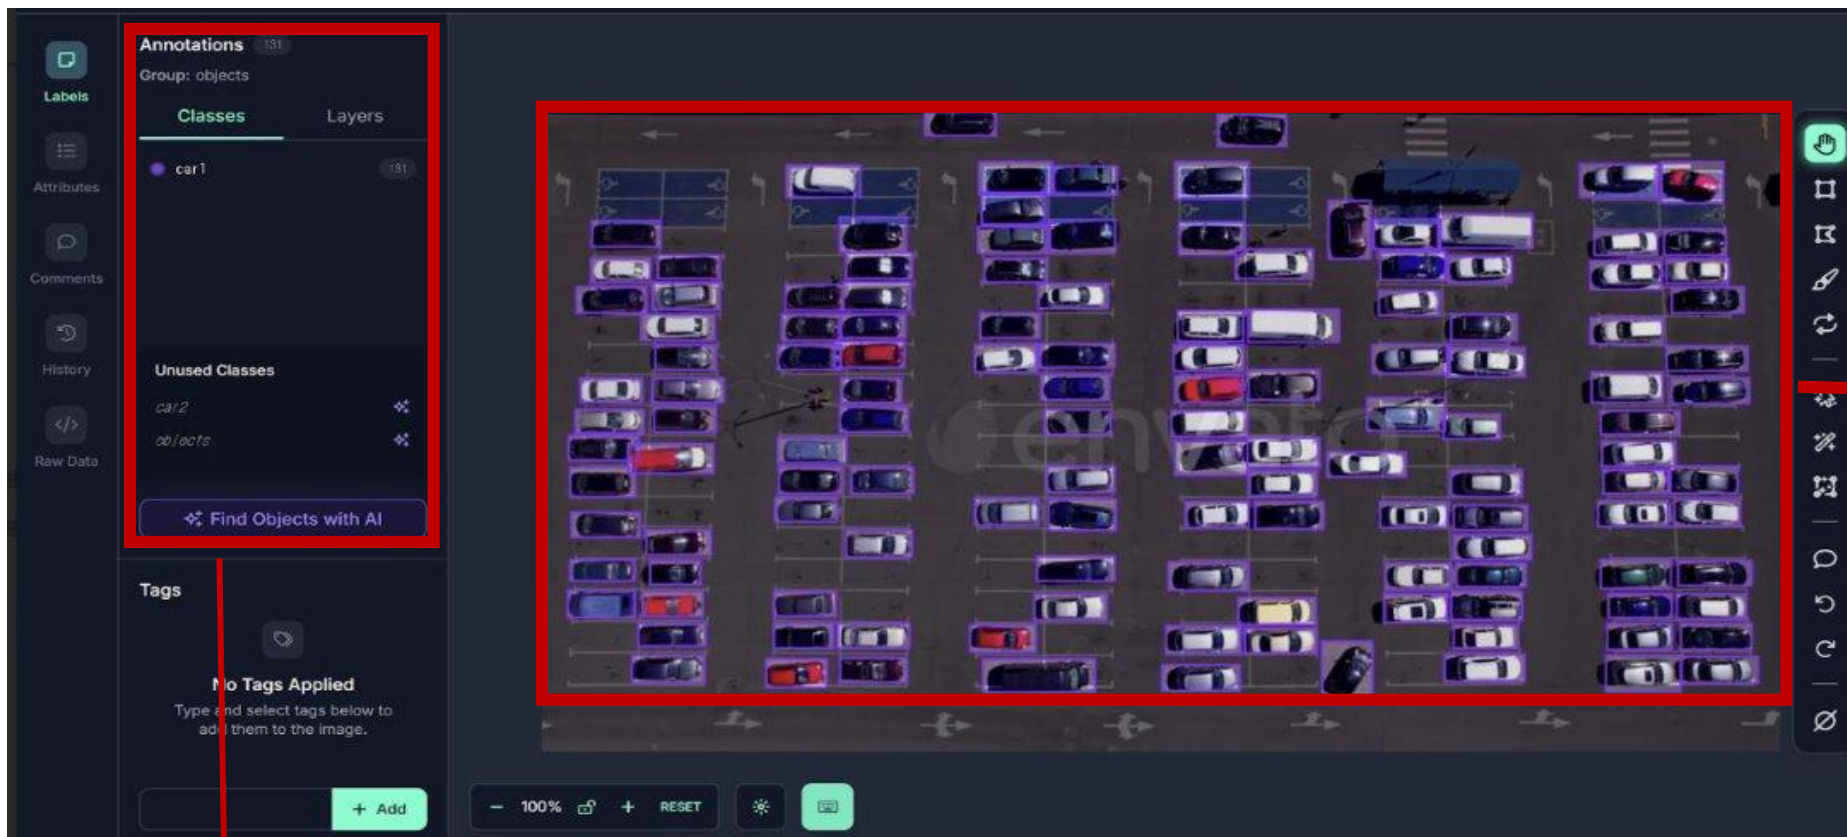 Labels
Attributes
Comments
History
Raw Data
Annotations 131
Group: objects
Classes Layers
car1 131
Unused Classes
car2
objects
Find Objects with AI
Tags
No Tags Applied
Type and select tags below to
add them to the image.
+ Add
envato
− 100% + RESET